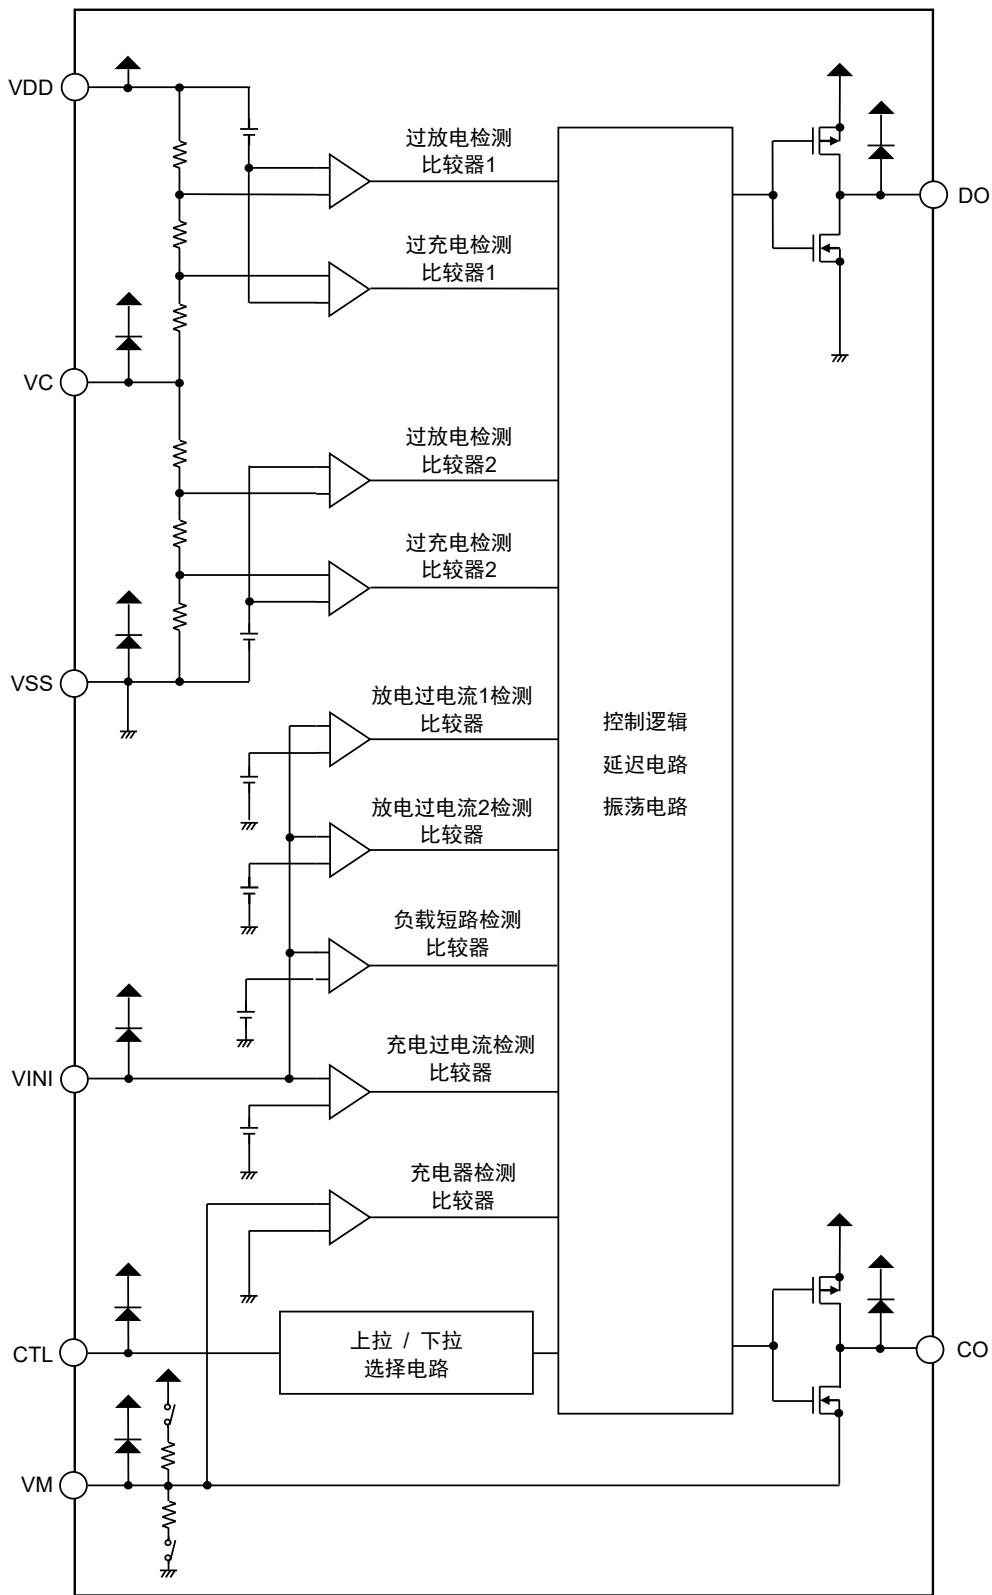 VDD
过放电检测
比较器1
DO
过充电检测
比较器1
VC
过放电检测
比较器2
过充电检测
比较器2
VSS
放电过电流1检测
比较器
控制逻辑
延迟电路
振荡电路
放电过电流2检测
比较器
负载短路检测
比较器
充电过电流检测
比较器
VINI
充电器检测
比较器
CTL
上拉 / 下拉
选择电路
CO
VM